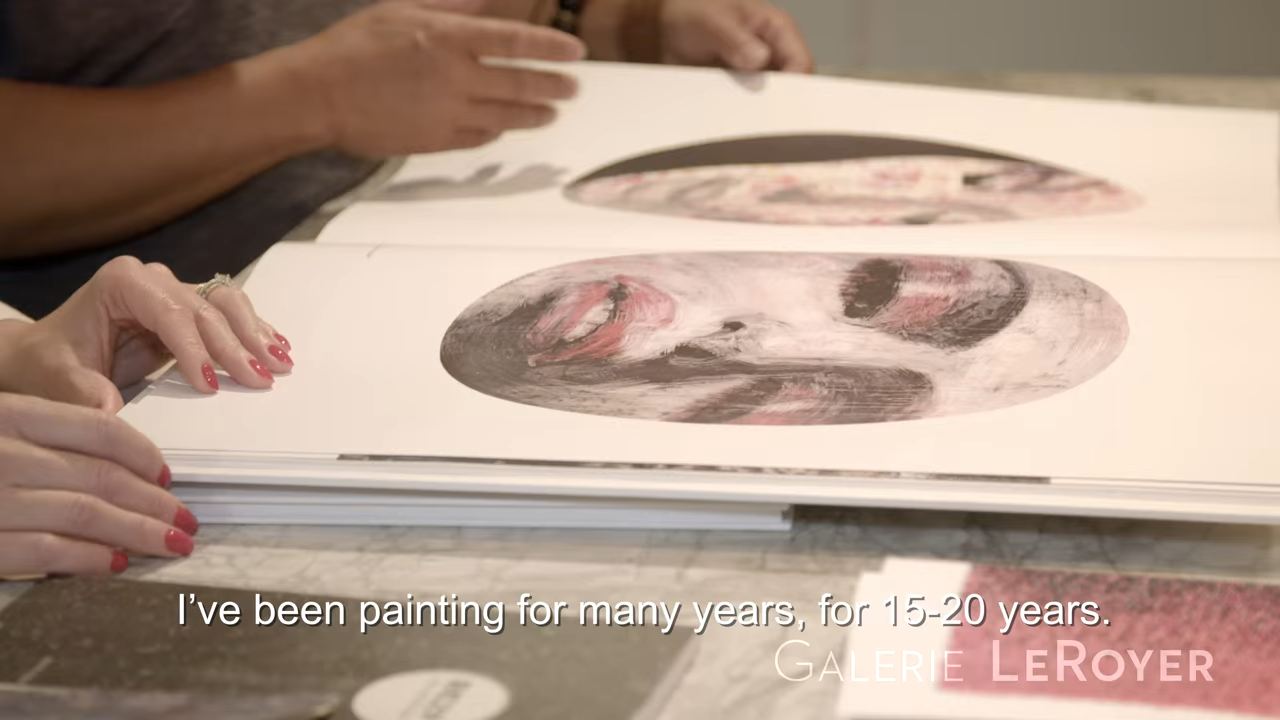 I've been painting for many years, for 15-20 years.
GALERIE LEROYER